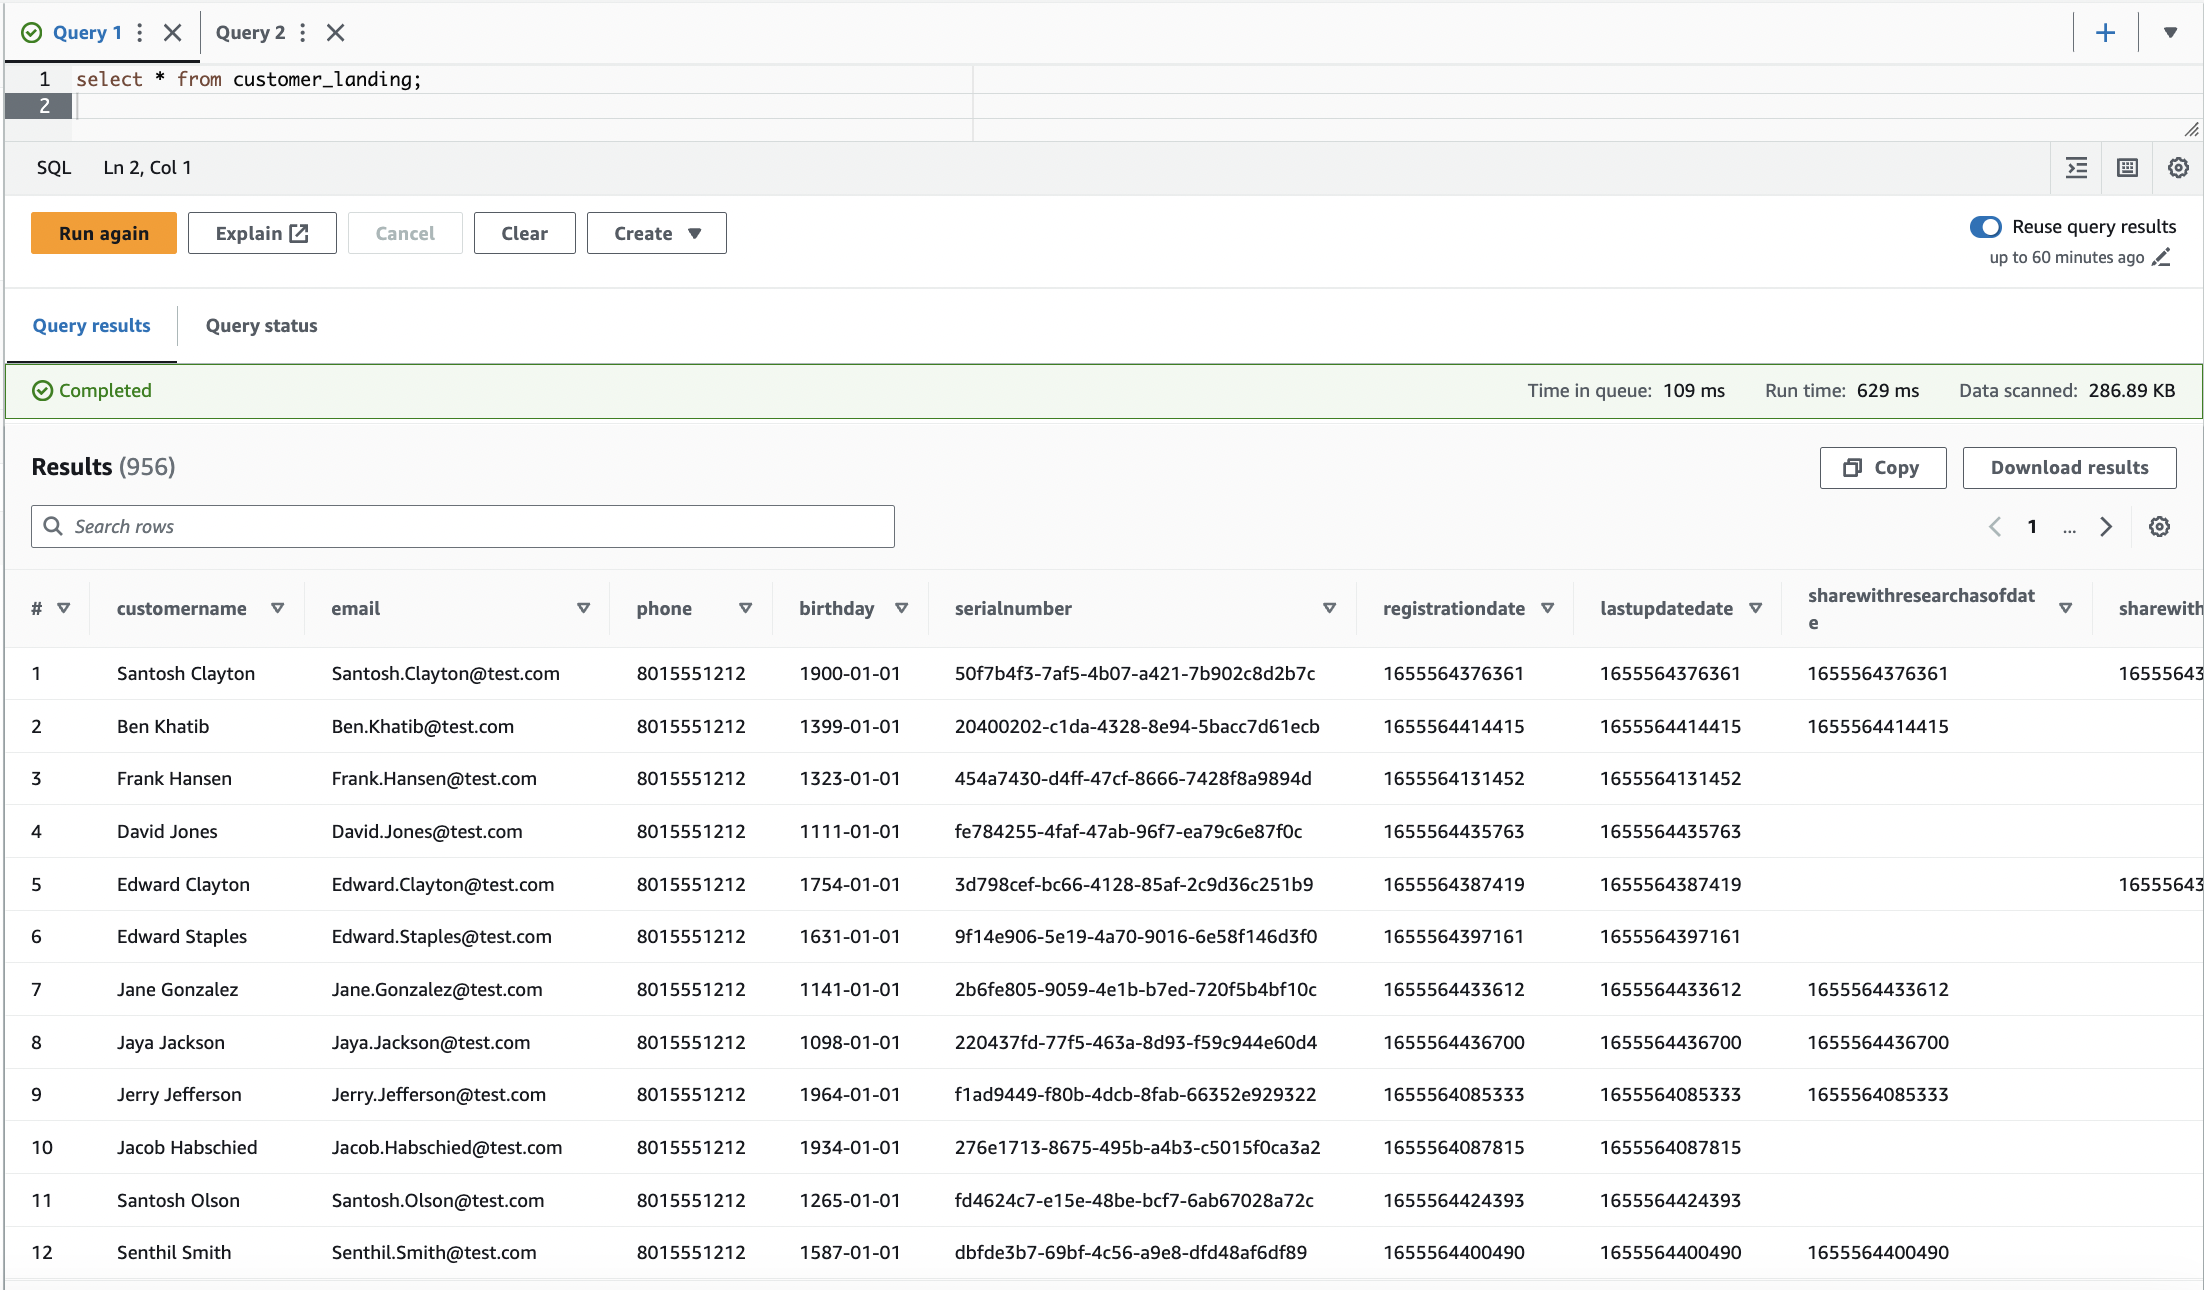 Query 1 Query 2
1 select * from customer_landing;
2
SQL Ln 2, Col 1
Run again Explain Cancel Clear Create Reuse query results
up to 60 minutes ago
Query results Query status
Completed Time in queue: 109 ms Run time: 629 ms Data scanned: 286.89 KB
Results (956) Copy Download results
Search rows 1 ...
# customername email phone birthday serialnumber registrationdate lastupdatedate sharewithresearchasofdat
e sharewith
1 Santosh Clayton Santosh.Clayton@test.com 8015551212 1900-01-01 50f7b4f3-7af5-4b07-a421-7b902c8d2b7c 1655564376361 1655564376361 1655564376361 16555643
2 Ben Khatib Ben.Khatib@test.com 8015551212 1399-01-01 20400202-c1da-4328-8e94-5bacc7d61ecb 1655564414415 1655564414415 1655564414415
3 Frank Hansen Frank.Hansen@test.com 8015551212 1323-01-01 454a7430-d4ff-47cf-8666-7428f8a9894d 1655564131452 1655564131452
4 David Jones David.Jones@test.com 8015551212 1111-01-01 fe784255-4faf-47ab-96f7-ea79c6e87f0c 1655564435763 1655564435763
5 Edward Clayton Edward.Clayton@test.com 8015551212 1754-01-01 3d798cef-bc66-4128-85af-2c9d36c251b9 1655564387419 1655564387419 16555643
6 Edward Staples Edward.Staples@test.com 8015551212 1631-01-01 9f14e906-5e19-4a70-9016-6e58f146d3f0 1655564397161 1655564397161
7 Jane Gonzalez Jane.Gonzalez@test.com 8015551212 1141-01-01 2b6fe805-9059-4e1b-b7ed-720f5b4bf10c 1655564433612 1655564433612 1655564433612
8 Jaya Jackson Jaya.Jackson@test.com 8015551212 1098-01-01 220437fd-77f5-463a-8d93-f59c944e60d4 1655564436700 1655564436700 1655564436700
9 Jerry Jefferson Jerry.Jefferson@test.com 8015551212 1964-01-01 f1ad9449-f80b-4dcb-8fab-66352e929322 1655564085333 1655564085333 1655564085333
10 Jacob Habschied Jacob.Habschied@test.com 8015551212 1934-01-01 276e1713-8675-495b-a4b3-c5015f0ca3a2 1655564087815 1655564087815
11 Santosh Olson Santosh.Olson@test.com 8015551212 1265-01-01 fd4624c7-e15e-48be-bcf7-6ab67028a72c 1655564424393 1655564424393
12 Senthil Smith Senthil.Smith@test.com 8015551212 1587-01-01 dbfde3b7-69bf-4c56-a9e8-dfd48af6df89 1655564400490 1655564400490 1655564400490